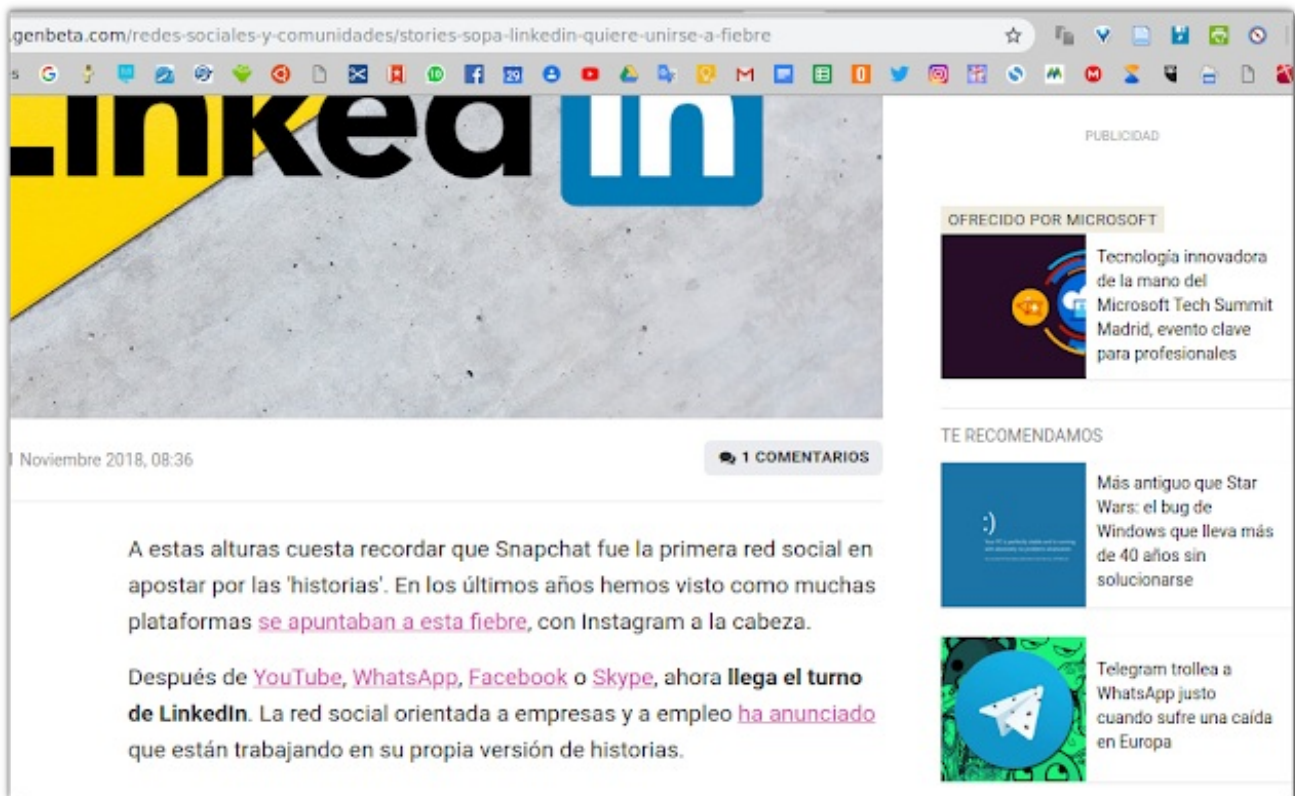 .genbeta.com/redes-sociales-y-comunidades/stories-sopa-linkedin-quiere-unirse-a-fiebre
Linked in
PUBLICIDAD
OFRECIDO POR MICROSOFT
Tecnología innovadora
de la mano del
Microsoft Tech Summit
Madrid, evento clave
para profesionales
Noviembre 2018, 08:36
1 COMENTARIOS
A estas alturas cuesta recordar que Snapchat fue la primera red social en
apostar por las 'historias'. En los últimos años hemos visto como muchas
plataformas se apuntaban a esta fiebre, con Instagram a la cabeza.
Después de YouTube, WhatsApp, Facebook o Skype, ahora llega el turno
de LinkedIn. La red social orientada a empresas y a empleo ha anunciado
que están trabajando en su propia versión de historias.
TE RECOMENDAMOS
:)
Más antiguo que Star
Wars: el bug de
Windows que lleva más
de 40 años sin
solucionarse
Telegram trollea a
WhatsApp justo
cuando sufre una caída
en Europa